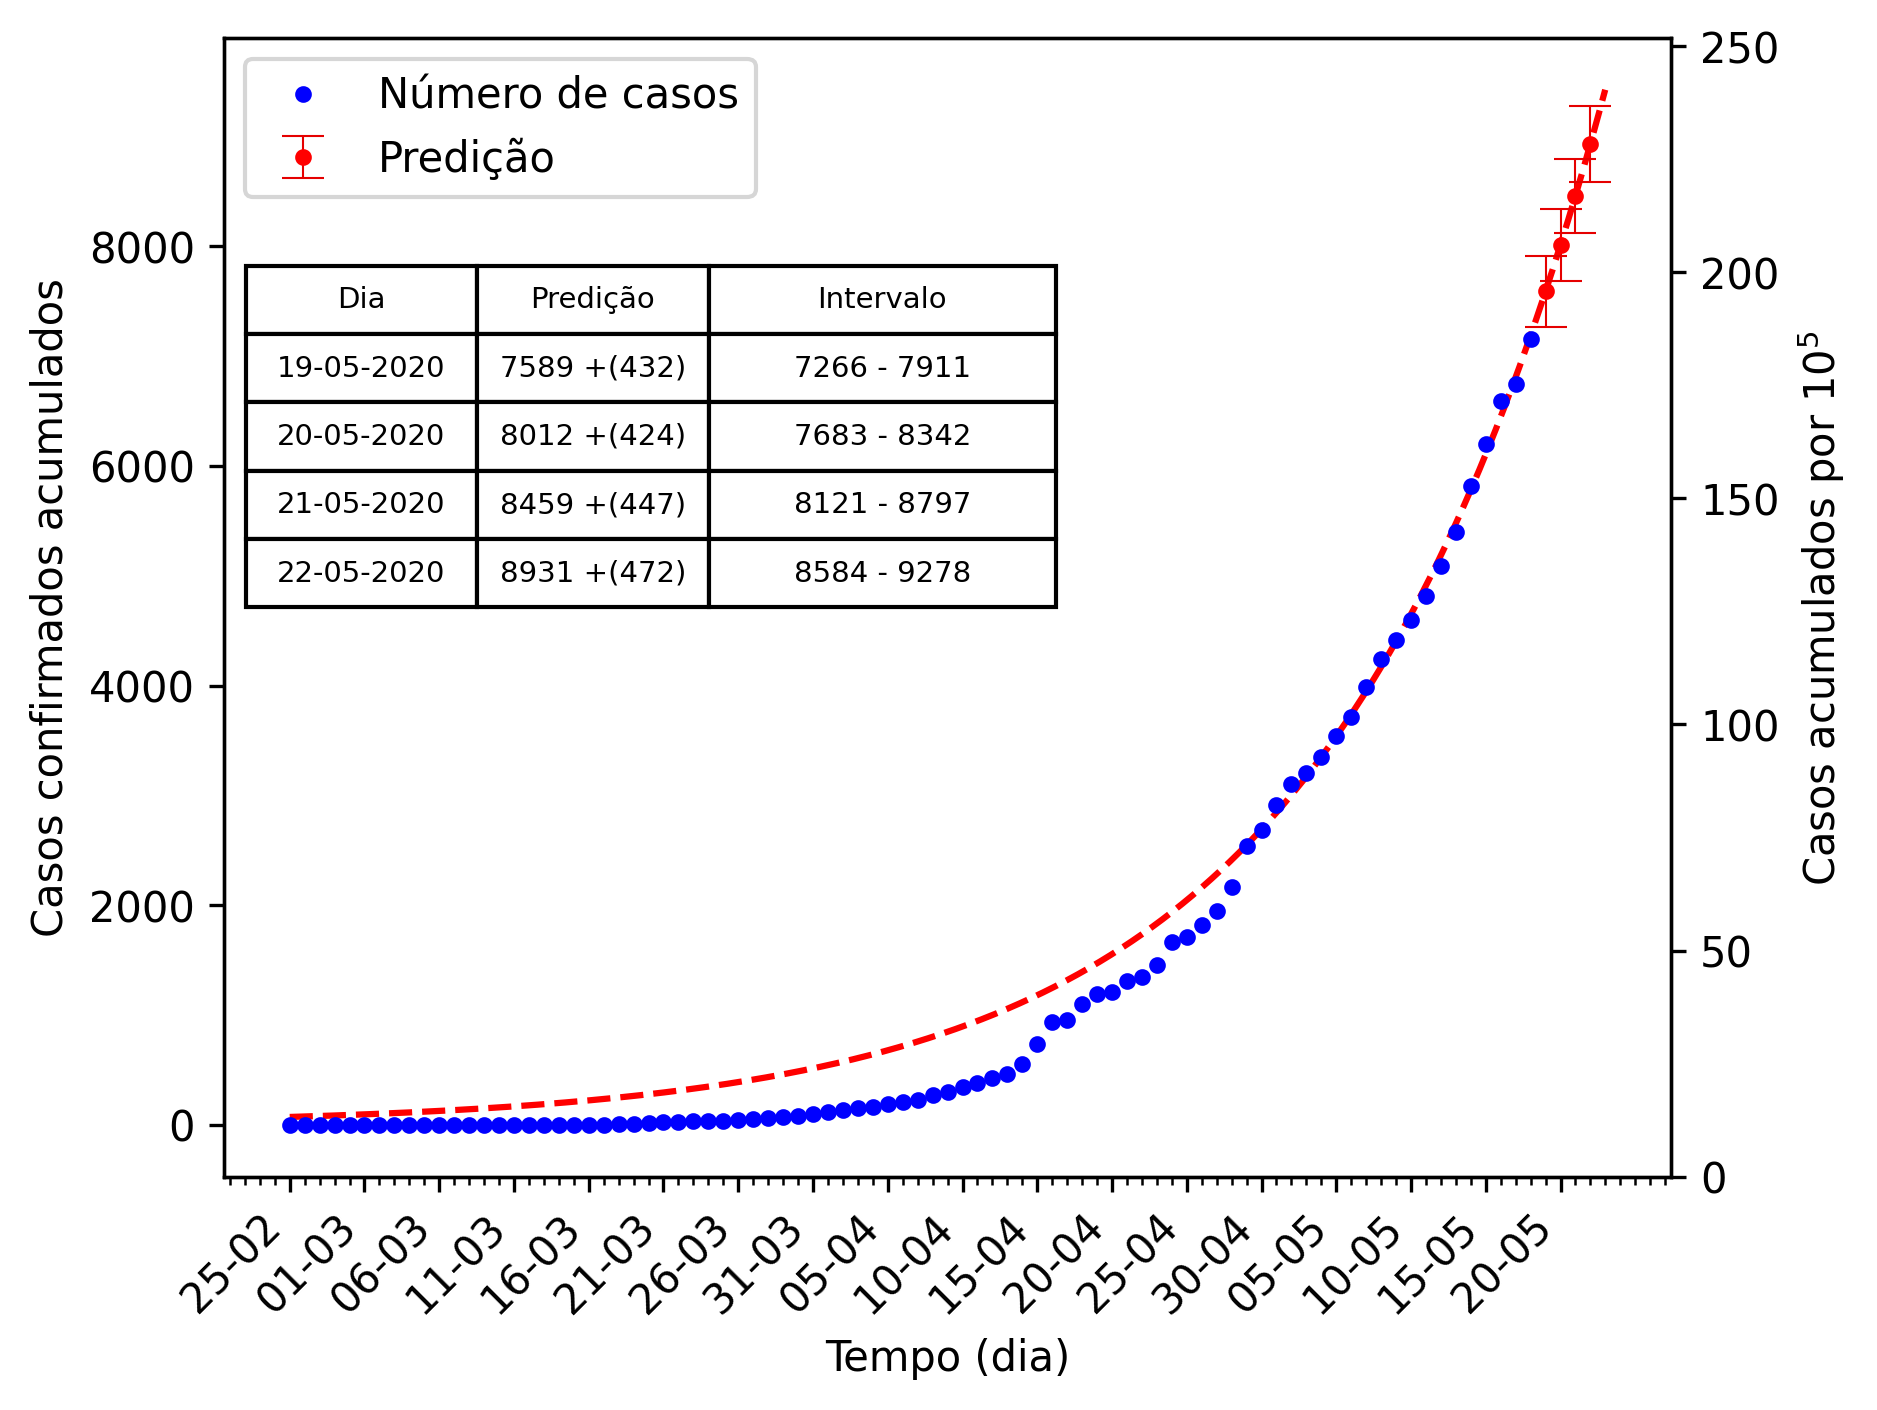 Número de casos
Predição
Dia Predição Intervalo
19-05-2020 7589 +(432) 7266 - 7911
20-05-2020 8012 +(424) 7683 - 8342
21-05-2020 8459 +(447) 8121 - 8797
22-05-2020 8931 +(472) 8584 - 9278
Casos confirmados acumulados
8000
6000
4000
2000
0
250
200
150
100
50
0
Casos acumulados por 10⁵
25-02
01-03
06-03
11-03
16-03
21-03
26-03
31-03
05-04
10-04
15-04
20-04
25-04
30-04
05-05
10-05
15-05
20-05
Tempo (dia)